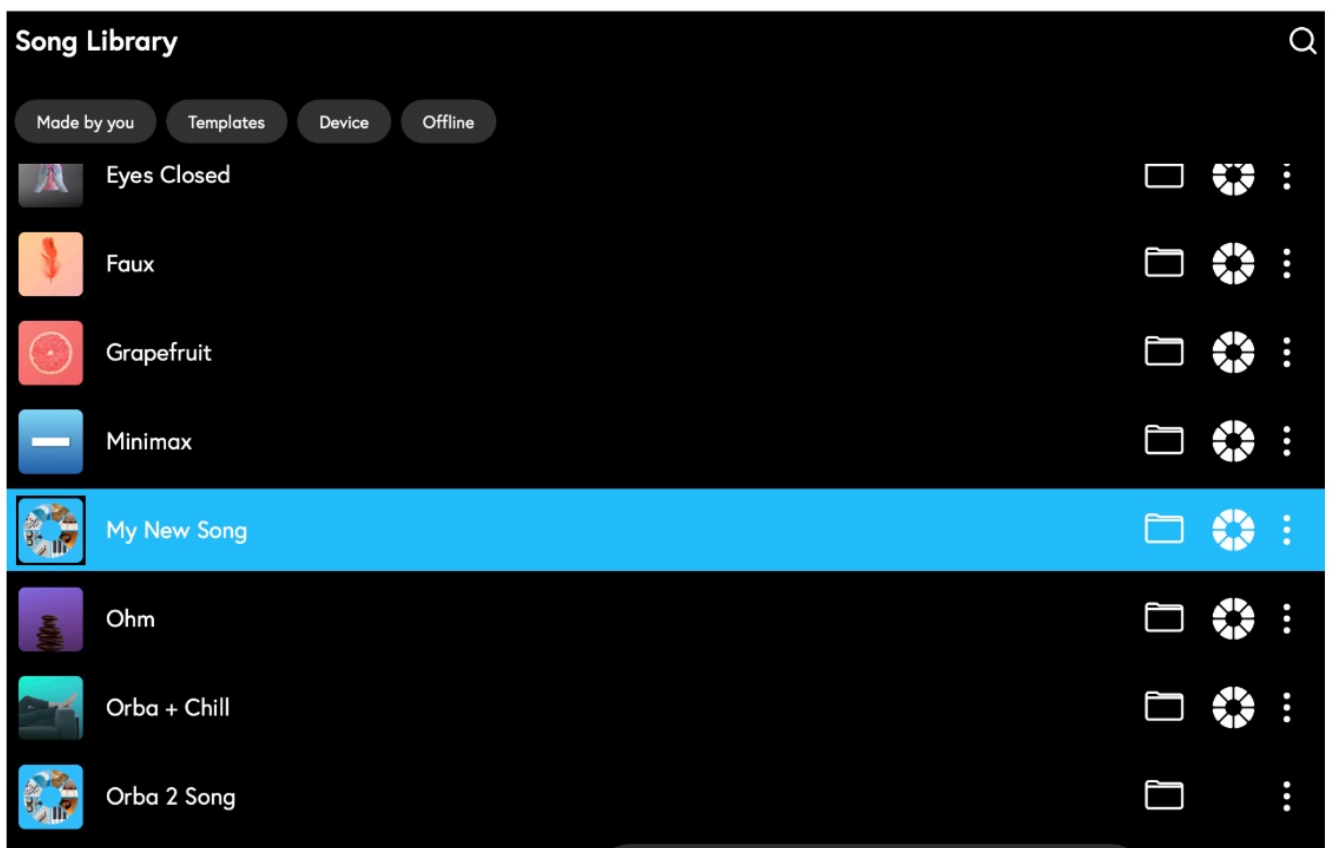 Song Library
Made by you Templates Device Offline
Eyes Closed
Faux
Grapefruit
Minimax
My New Song
Ohm
Orba + Chill
Orba 2 Song